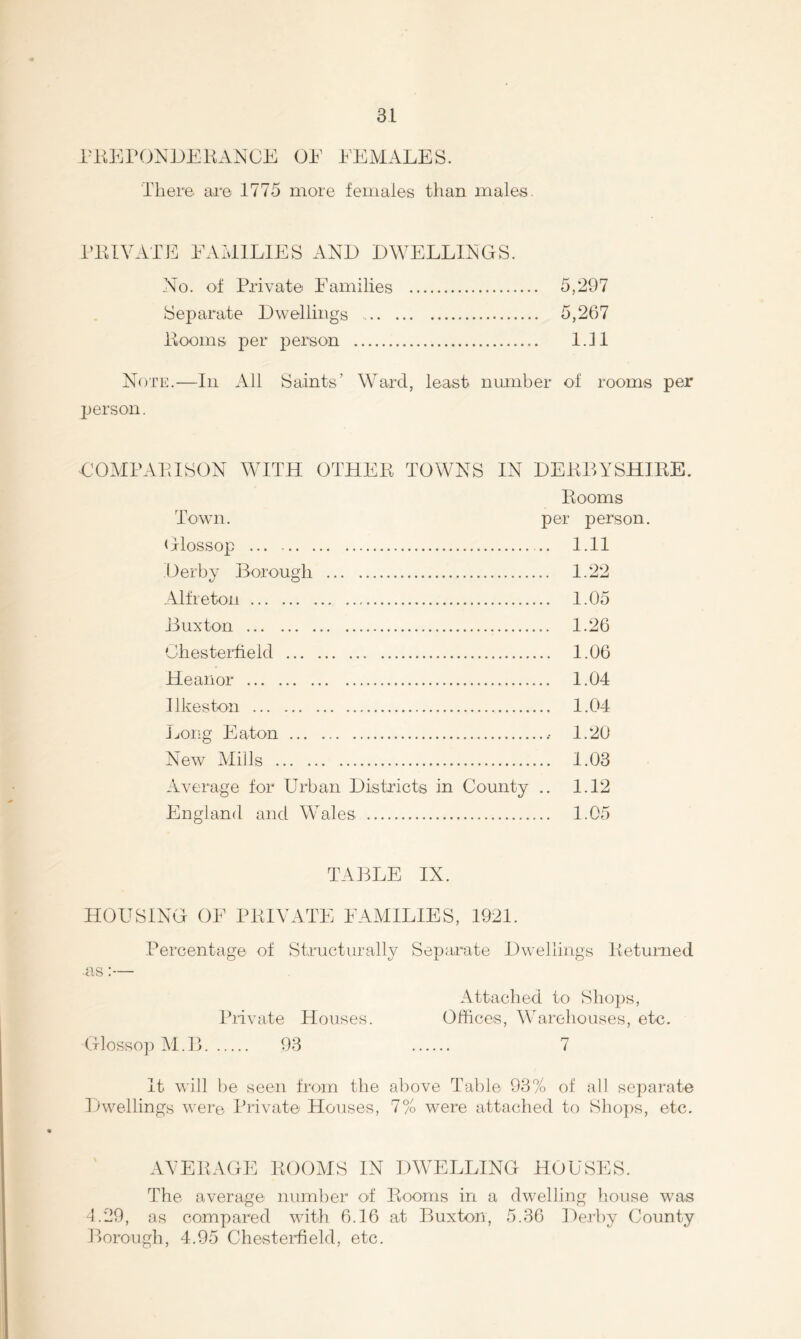 31
PREPONDERANCE OF FEMALES.
There are 1775 more females than males.
PRIVATE FAMILIES AND DWELLINGS.
No. of Private Families ..................... 5,297
Separate Dwellings ... ... ..................... 5,267
Rooms per person ............................ 1.11
NOTE.—In All Saints' Ward, least number of rooms per
person.
COMPARISON WITH OTHER TOWNS IN DERBYSHIRE.
Rooms
Town. per person.
Glossop ... ... ... ............................... 1.11
Derby Borough ... ............................... 1.22
Alfreton ... ... ... ............................... 1.05
Buxton ... ... ... ............................... 1.26
Chesterfield ... ... ... ......................... 1.06
Heanor ... ... ... ............................... 1.04
Ilkeston ... ... ... ............................... 1.04
Long Eaton ... ... ............................... 1.20
New Mills ... ... ............................... 1.03
Average for Urban Districts in County .. 1.12
England and Wales ............................ 1.05
TABLE IX.
HOUSING OF PRIVATE FAMILIES, 1921.
Percentage of Structurally Separate Dwellings Returned
as:—
Attached to Shops,
Private Houses. Offices, Warehouses, etc.
Glossop M.B. ..... 93 ...... 7
It will be seen from the above Table 93% of all separate
Dwellings were Private Houses, 7% were attached to Shops, etc.
AVERAGE ROOMS IN DWELLING HOUSES.
The average number of Rooms in a dwelling house was
4.29, as compared with 6.16 at Buxton, 5.36 Derby County
Borough, 4.95 Chesterfield, etc.